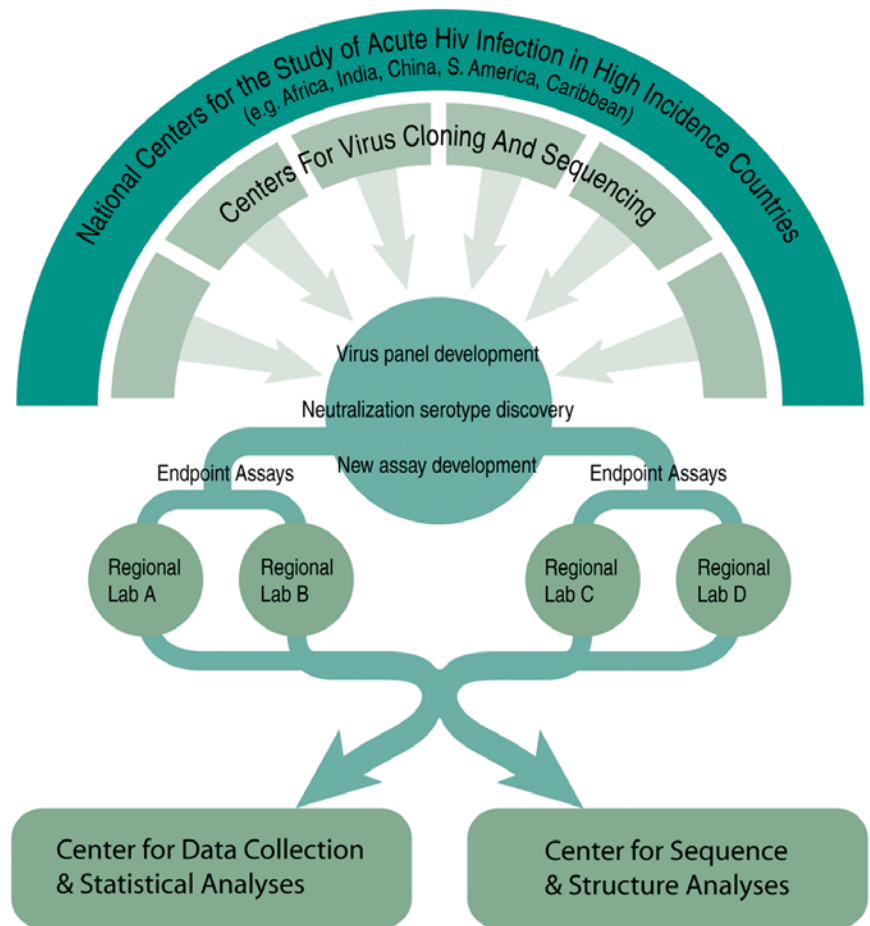 National Centers for the Study of Acute Hiv Infection in High Incidence Countries
(e.g. Africa, India, China, S. America, Caribbean)
Centers For Virus Cloning And Sequencing
Virus panel development
Neutralization serotype discovery
New assay development
Endpoint Assays
Endpoint Assays
Regional
Lab A
Regional
Lab B
Regional
Lab C
Regional
Lab D
Center for Data Collection
& Statistical Analyses
Center for Sequence
& Structure Analyses